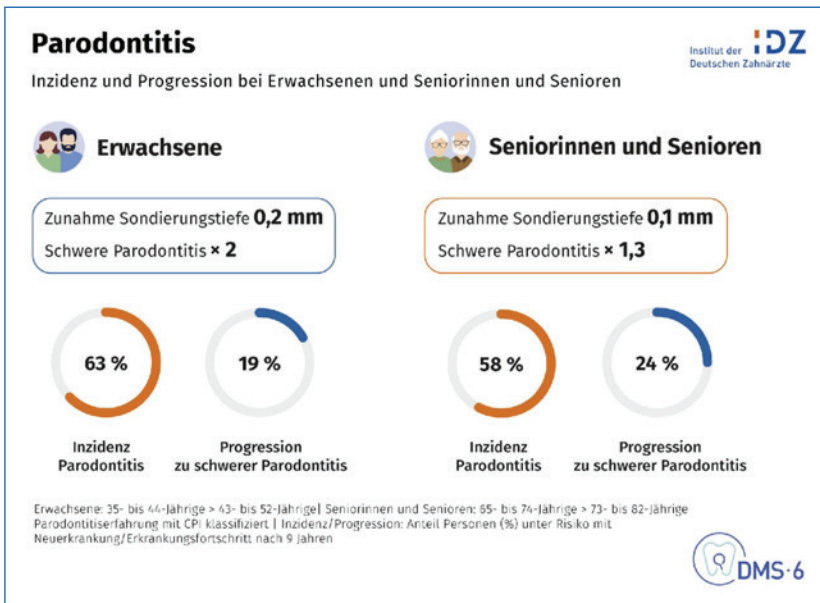 Parodontitis
Inzidenz und Progression bei Erwachsenen und Seniorinnen und Senioren
Institut der IDZ
Deutschen Zahnärzte
Erwachsene
Zunahme Sondierungstiefe 0,2 mm
Schwere Parodontitis × 2
63 %
Inzidenz
Parodontitis
19 %
Progression
zu schwerer Parodontitis
Seniorinnen und Senioren
Zunahme Sondierungstiefe 0,1 mm
Schwere Parodontitis × 1,3
58 %
Inzidenz
Parodontitis
24 %
Progression
zu schwerer Parodontitis
Erwachsene: 35- bis 44-Jährige > 43- bis 52-Jährige| Seniorinnen und Senioren: 65- bis 74-Jährige > 73- bis 82-Jährige
Parodontitiserfahrung mit CPI klassifiziert | Inzidenz/Progression: Anteil Personen (%) unter Risiko mit
Neuerkrankung/Erkrankungsfortschritt nach 9 Jahren
DMS·6